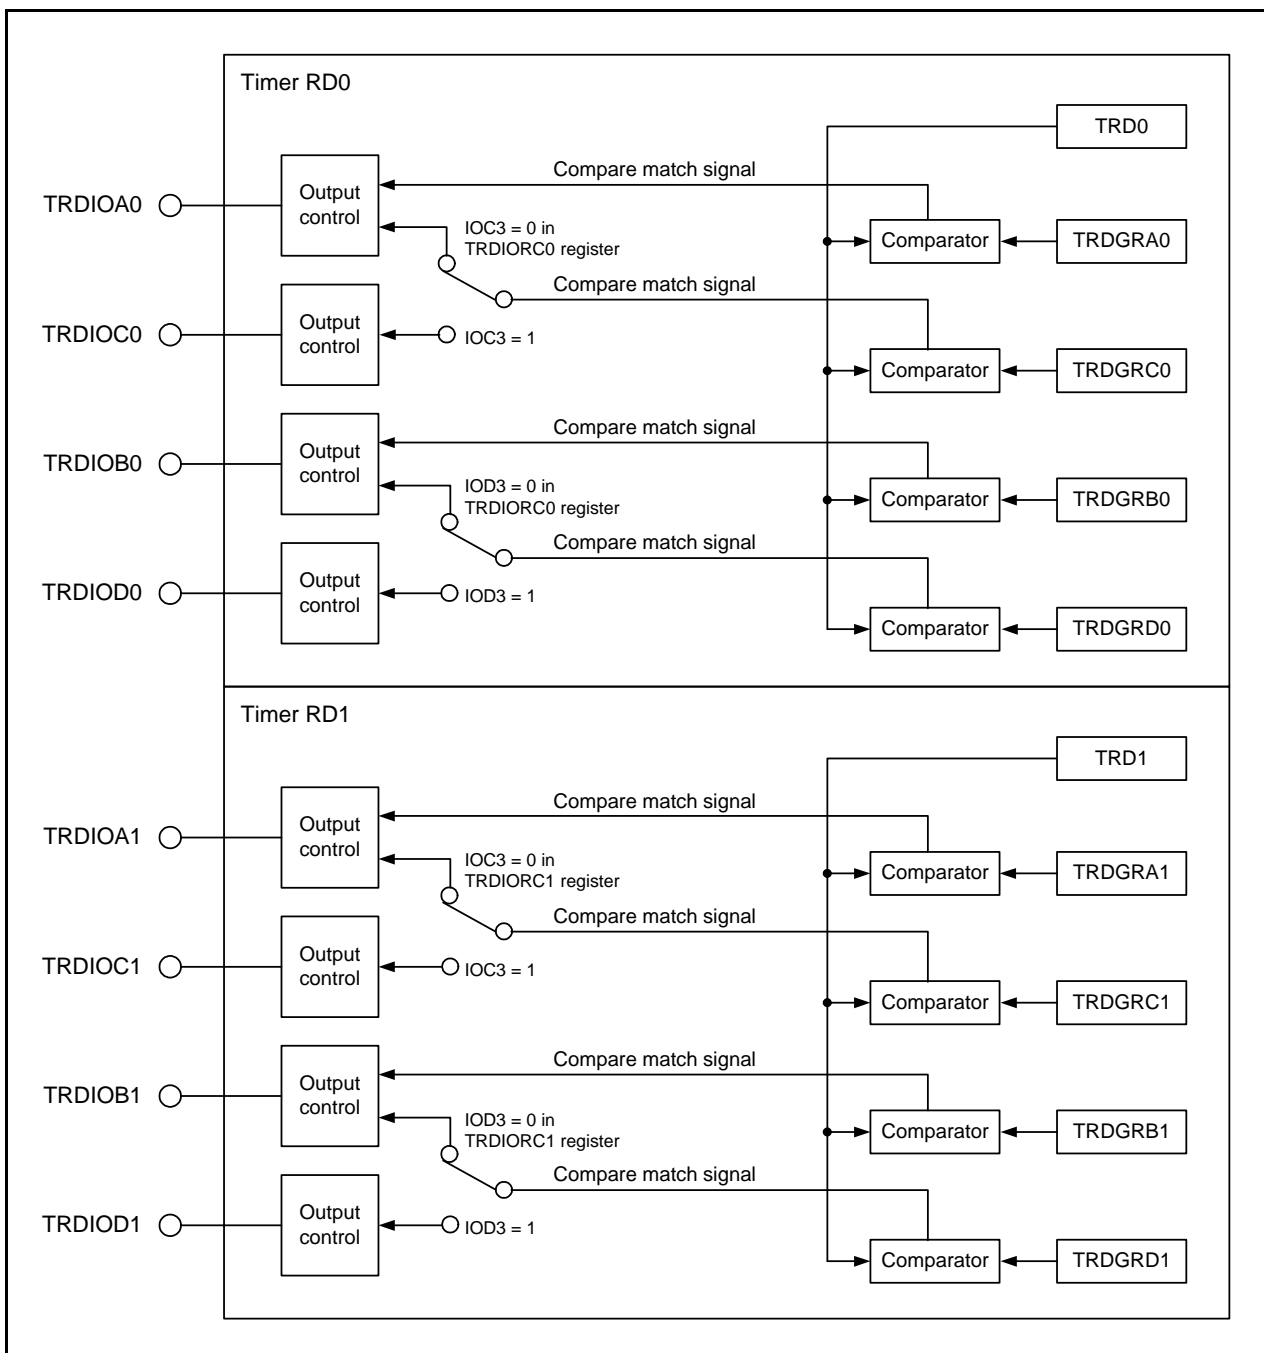 Timer RD0
TRD0
Compare match signal
TRDIOA0
Output
control
IOC3 = 0 in
TRDIORC0 register
Comparator
TRDGRA0
Compare match signal
TRDIOC0
Output
control
IOC3 = 1
Comparator
TRDGRC0
Compare match signal
TRDIOB0
Output
control
IOD3 = 0 in
TRDIORC0 register
Comparator
TRDGRB0
Compare match signal
TRDIOD0
Output
control
IOD3 = 1
Comparator
TRDGRD0
Timer RD1
TRD1
Compare match signal
TRDIOA1
Output
control
IOC3 = 0 in
TRDIORC1 register
Comparator
TRDGRA1
Compare match signal
TRDIOC1
Output
control
IOC3 = 1
Comparator
TRDGRC1
Compare match signal
TRDIOB1
Output
control
IOD3 = 0 in
TRDIORC1 register
Comparator
TRDGRB1
Compare match signal
TRDIOD1
Output
control
IOD3 = 1
Comparator
TRDGRD1